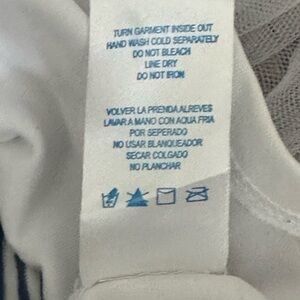 TURN GARMENT INSIDE OUT
HAND WASH COLD SEPARATELY
DO NOT BLEACH
LINE DRY
DO NOT IRON
VOLVER LA PRENDA ALREVES
LAVAR A MANO CON AQUA FRIA
POR SEPERADO
NO USAR BLANQUEADOR
SECAR COLGADO
NO PLANCHAR